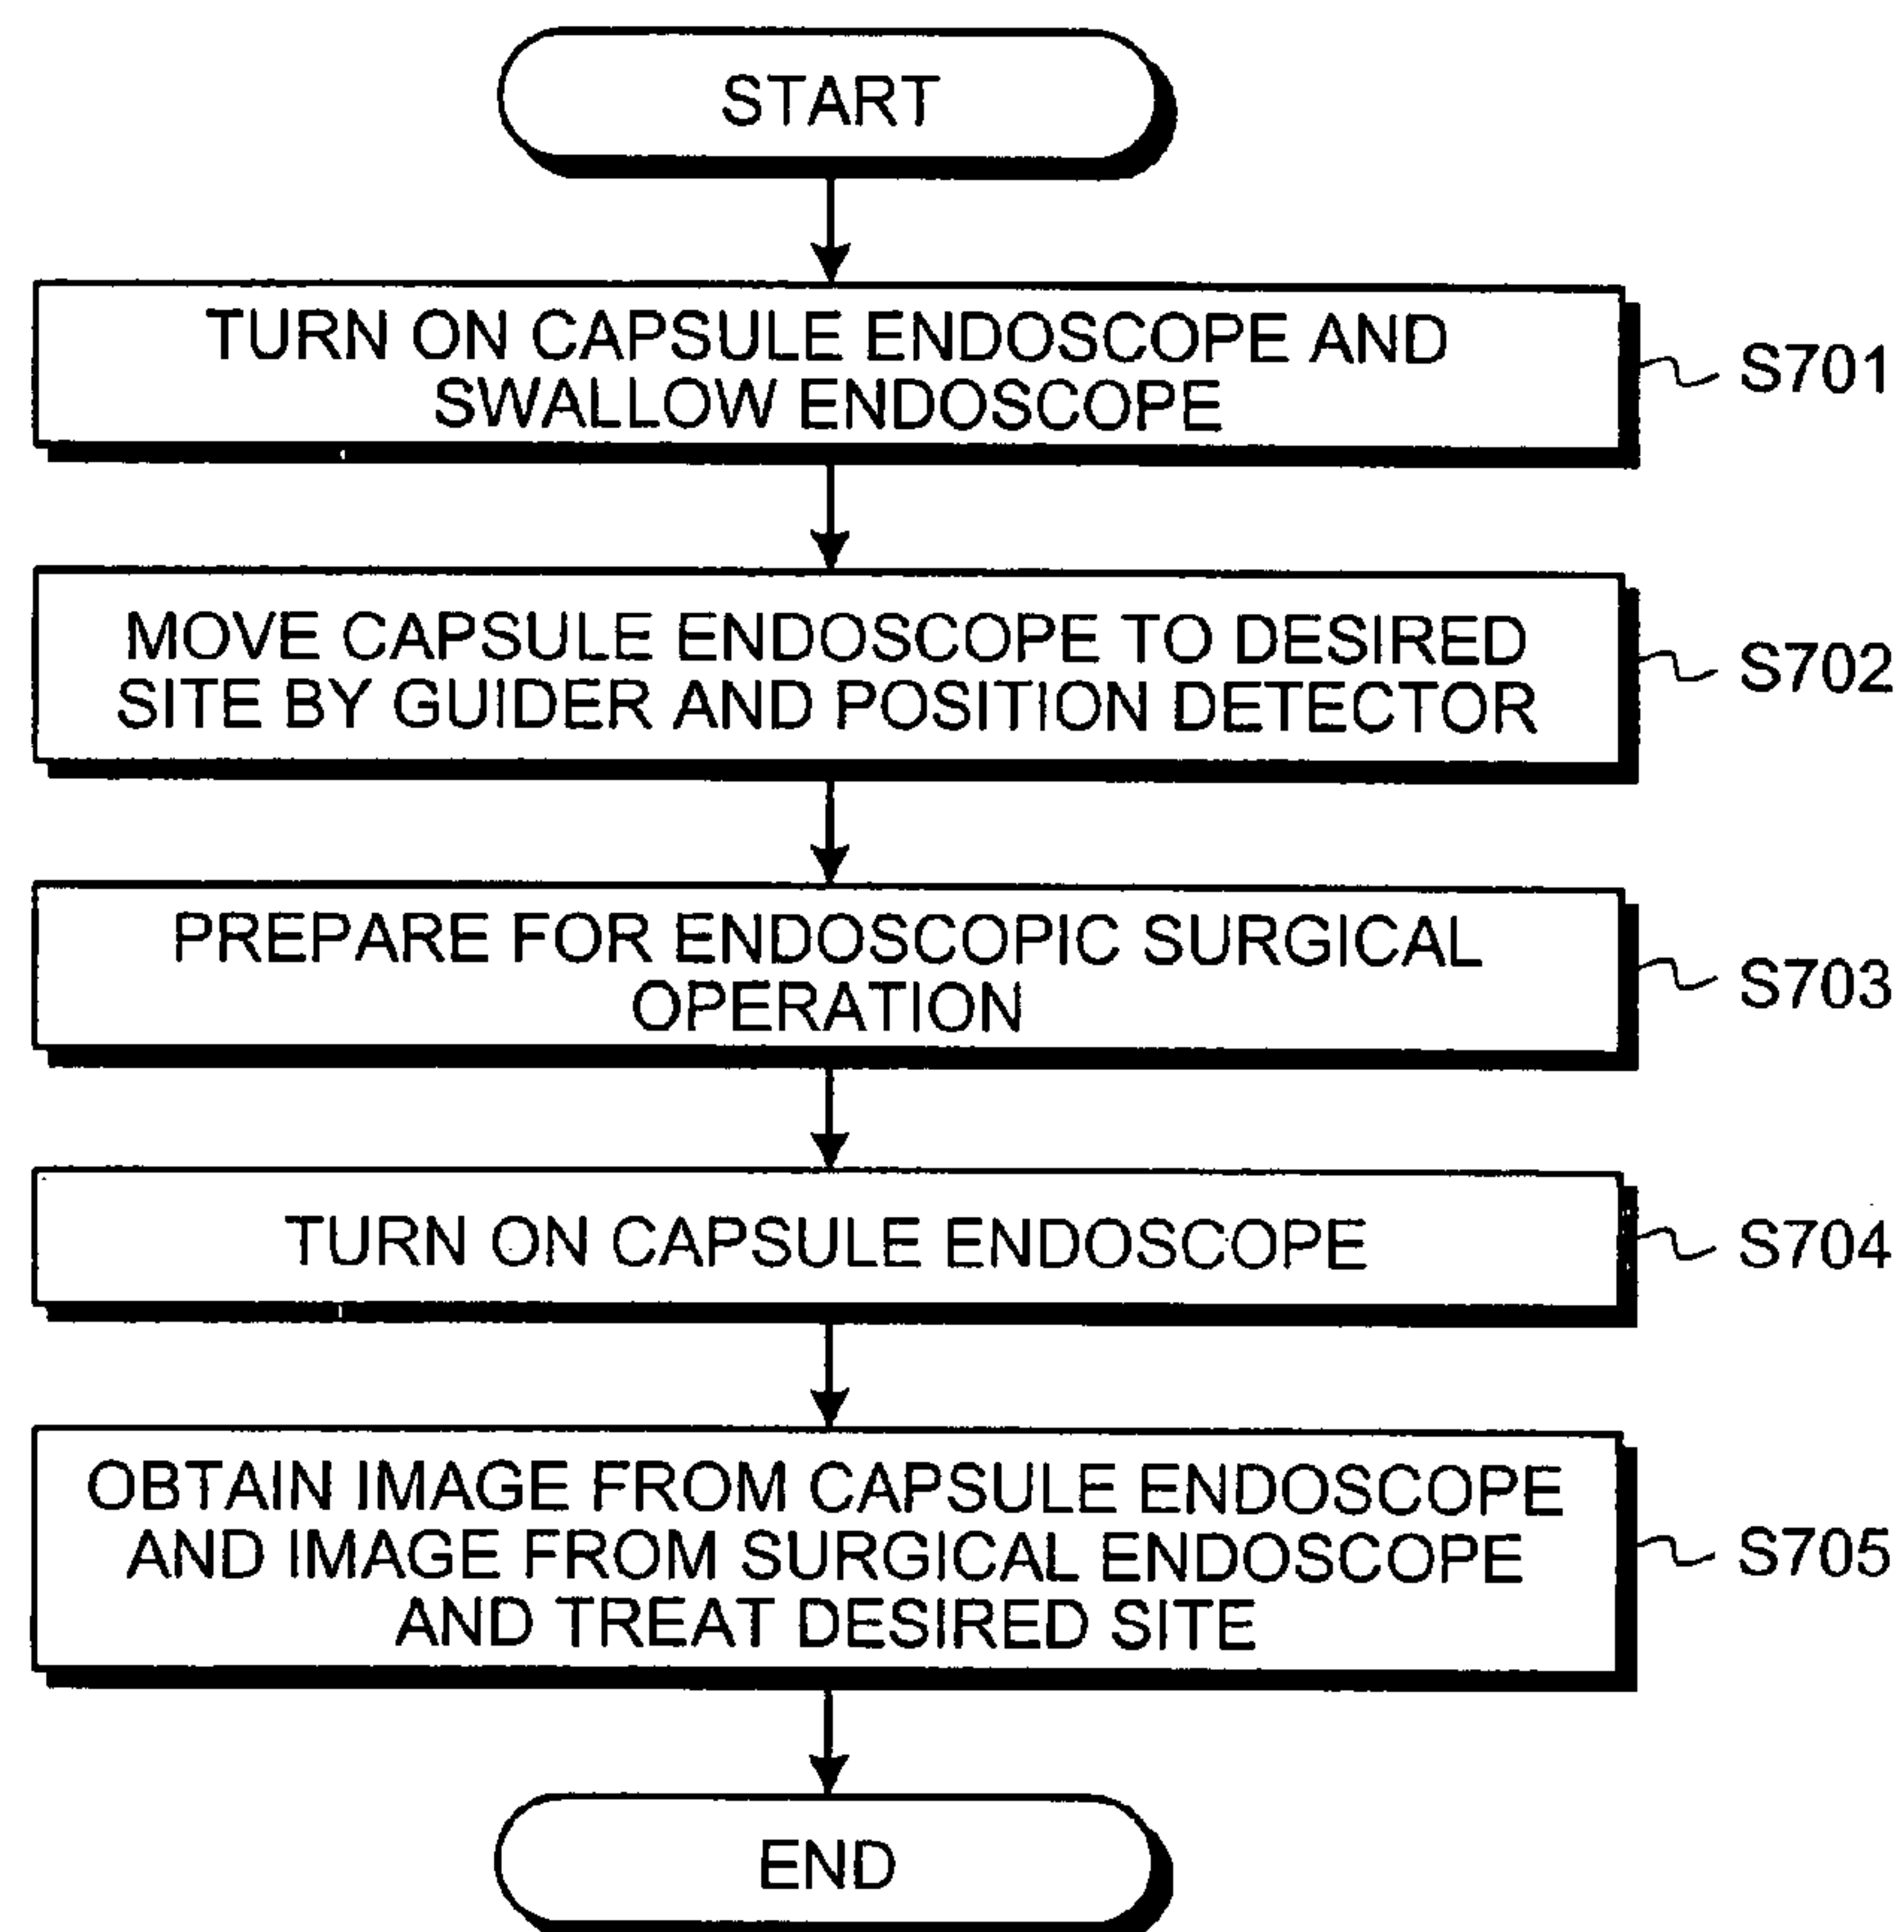 START
TURN ON CAPSULE ENDOSCOPE AND
SWALLOW ENDOSCOPE
S701
MOVE CAPSULE ENDOSCOPE TO DESIRED
SITE BY GUIDER AND POSITION DETECTOR
S702
PREPARE FOR ENDOSCOPIC SURGICAL
OPERATION
S703
TURN ON CAPSULE ENDOSCOPE
S704
OBTAIN IMAGE FROM CAPSULE ENDOSCOPE
AND IMAGE FROM SURGICAL ENDOSCOPE
AND TREAT DESIRED SITE
S705
END